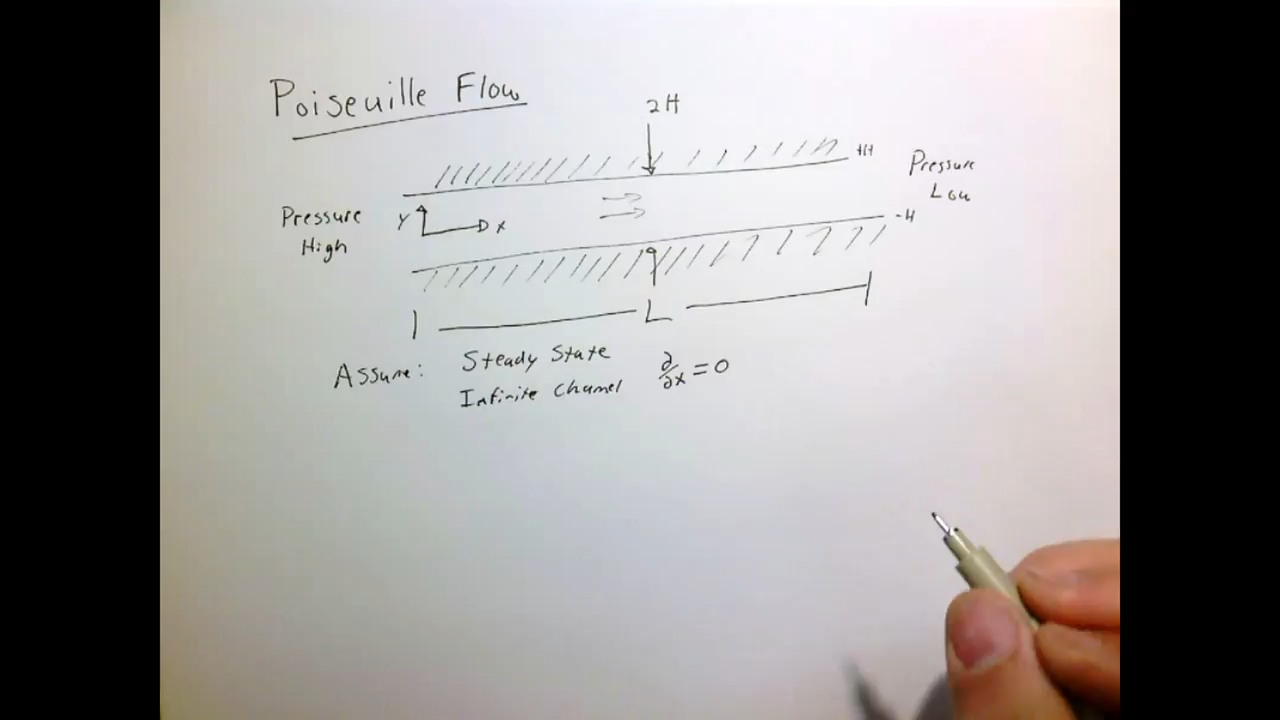 Poiseuille Flow
2H
+H
Pressure
High
Y
X
Pressure
Low
-H
L
Assume: Steady State
Infinite Channel ∂/∂x = 0